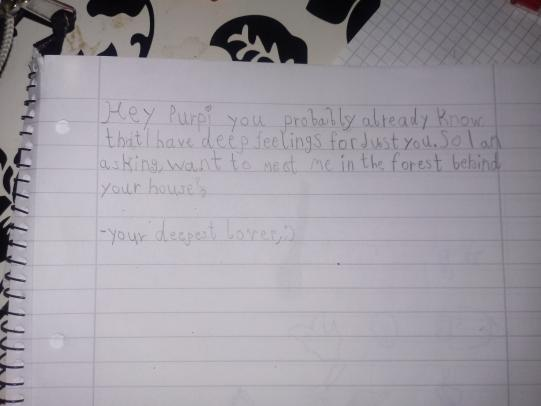 Hey Purpi you probailly already know
that I have deep feelings for Just you. So I am
asking, want to meet me in the forest behind
your house?
-your deepest lover,:)